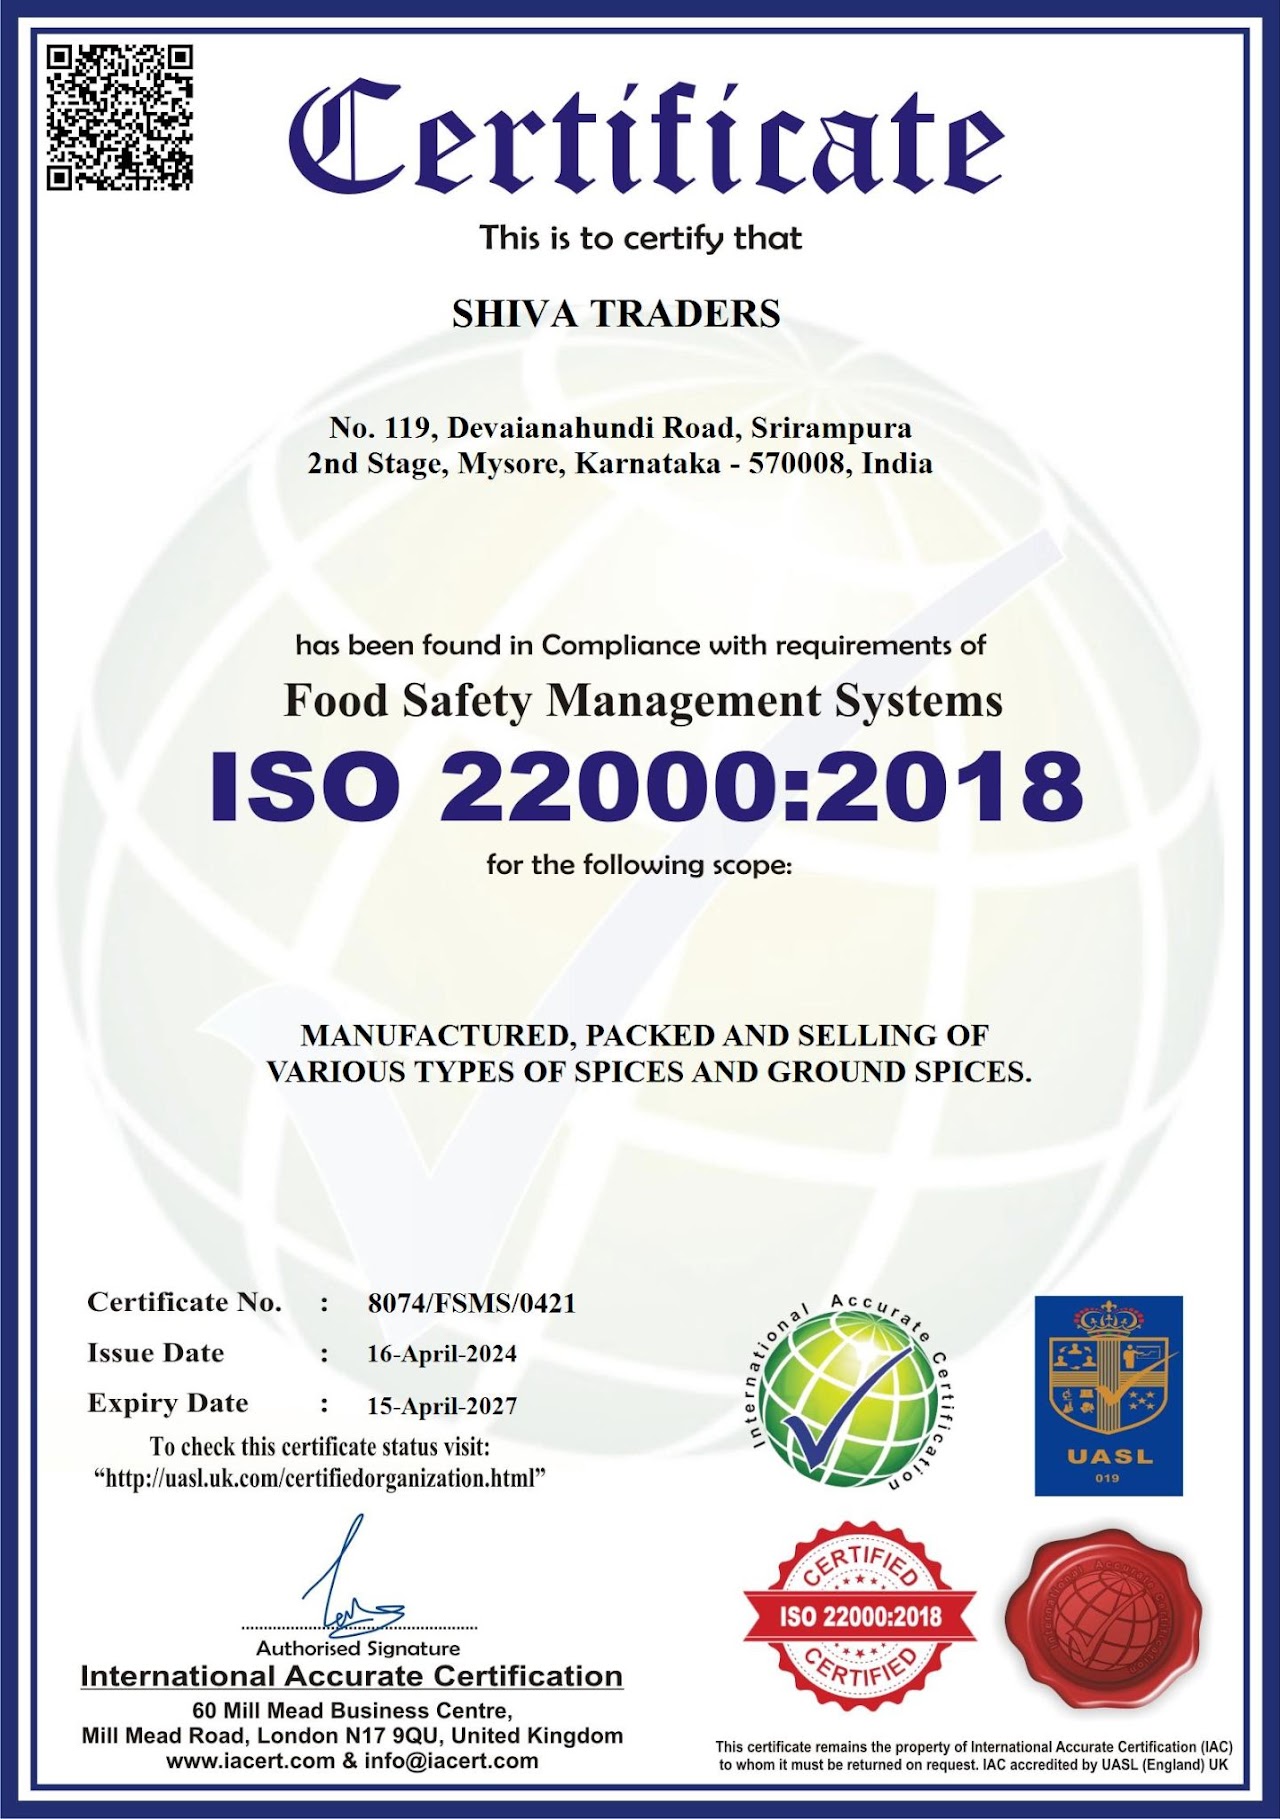 Certificate
This is to certify that
SHIVA TRADERS
No. 119, Devaianahundi Road, Srirampura
2nd Stage, Mysore, Karnataka - 570008, India
has been found in Compliance with requirements of
Food Safety Management Systems
ISO 22000:2018
for the following scope:
MANUFACTURED, PACKED AND SELLING OF
VARIOUS TYPES OF SPICES AND GROUND SPICES.
Certificate No. : 8074/FSMS/0421
Issue Date : 16-April-2024
Expiry Date : 15-April-2027
To check this certificate status visit:
“http://uasl.uk.com/certifiedorganization.html”
Authorised Signature
International Accurate Certification
60 Mill Mead Business Centre,
Mill Mead Road, London N17 9QU, United Kingdom
www.iacert.com & info@iacert.com
International Accurate Certification
UASL
019
CERTIFIED
ISO 22000:2018
CERTIFIED
International Accurate Certification
This certificate remains the property of International Accurate Certification (IAC)
to whom it must be returned on request. IAC accredited by UASL (England) UK